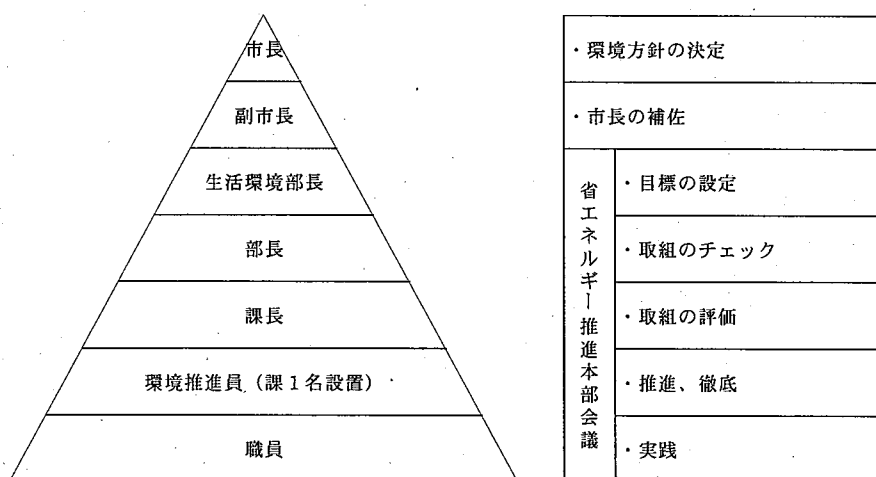 市長
副市長
生活環境部長
部長
課長
環境推進員（課１名設置）
職員
・環境方針の決定
・市長の補佐
省エネルギー推進本部会議
・目標の設定
・取組のチェック
・取組の評価
・推進、徹底
・実践